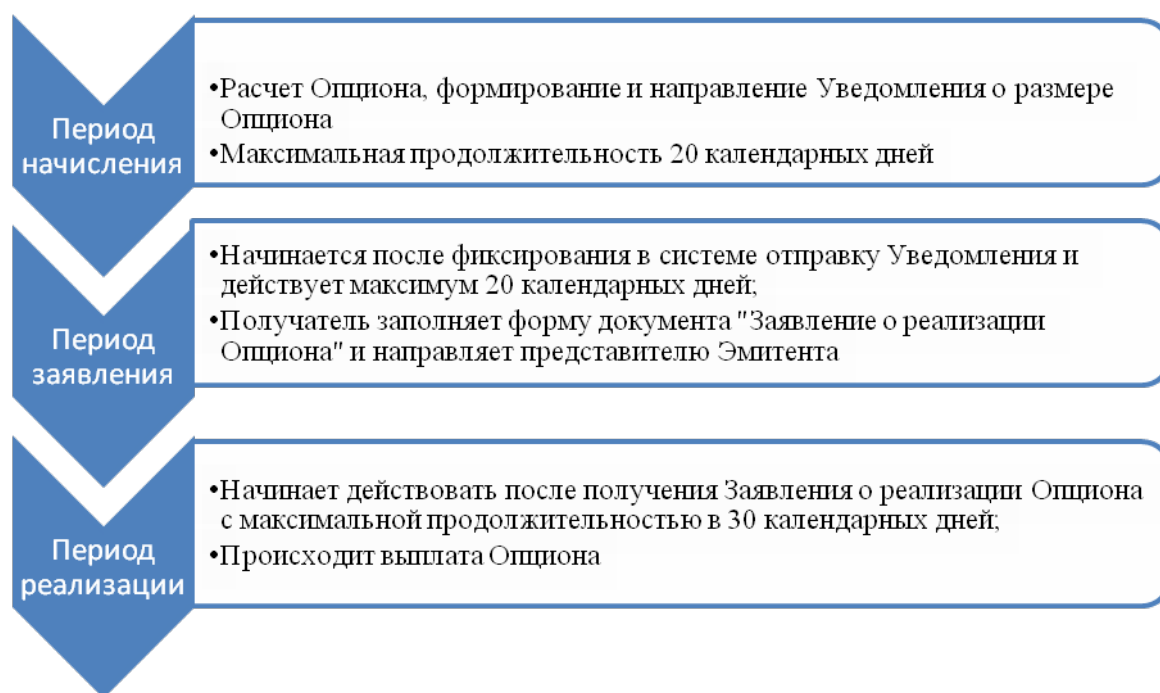 Период
начисления
•Расчет Опциона, формирование и направление Уведомления о размере
Опциона
•Максимальная продолжительность 20 календарных дней
Период
заявления
•Начинается после фиксирования в системе отправку Уведомления и
действует максимум 20 календарных дней;
•Получатель заполняет форму документа "Заявление о реализации
Опциона" и направляет представителю Эмитента
Период
реализации
•Начинает действовать после получения Заявления о реализации Опциона
с максимальной продолжительностью в 30 календарных дней;
•Происходит выплата Опциона